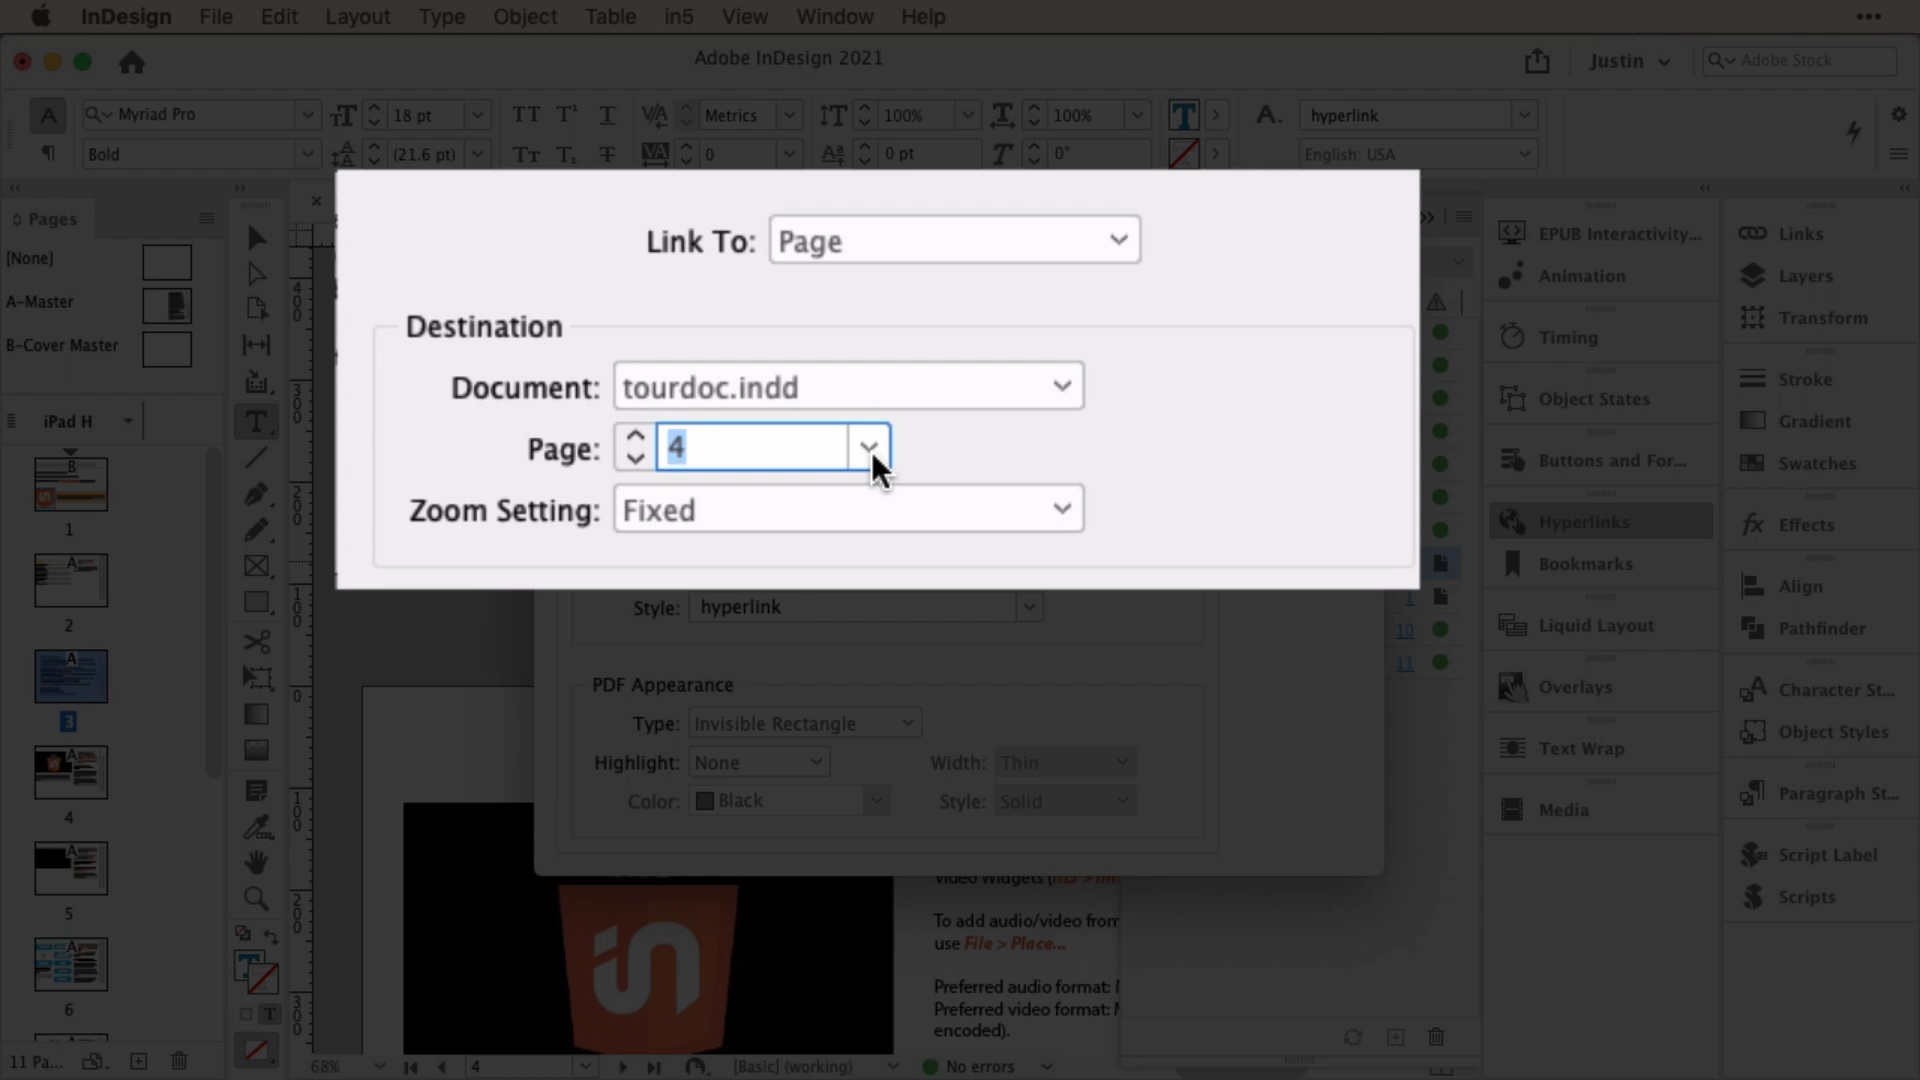 InDesign File Edit Layout Type Object Table in5 View Window Help
Adobe InDesign 2021
Justin
Adobe Stock
Myriad Pro
18 pt
Metrics
100%
100%
hyperlink
Bold
(21.6 pt)
0
0 pt
0°
English: USA
Pages
[None]
A-Master
B-Cover Master
iPad H
1
2
3
4
5
6
11 Pa...
Link To: Page
Destination
Document: tourdoc.indd
Page: 4
Zoom Setting: Fixed
Style: hyperlink
PDF Appearance
Type: Invisible Rectangle
Highlight: None
Width: Thin
Color: Black
Style: Solid
To add audio/video from
use File > Place...
Preferred audio format:
Preferred video format:
encoded).
1
10
11
68%
4
[Basic] (working)
No errors
EPUB Interactivity...
Animation
Timing
Object States
Buttons and For...
Hyperlinks
Bookmarks
Liquid Layout
Overlays
Text Wrap
Media
Links
Layers
Transform
Stroke
Gradient
Swatches
Effects
Align
Pathfinder
Character St...
Object Styles
Paragraph St...
Script Label
Scripts